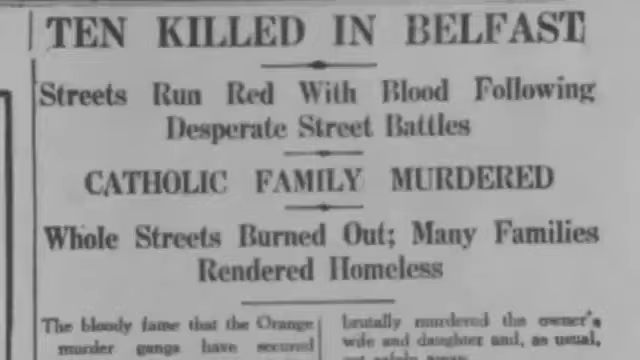 TEN KILLED IN BELFAST
Streets Run Red With Blood Following
Desperate Street Battles
CATHOLIC FAMILY MURDERED
Whole Streets Burned Out; Many Families
Rendered Homeless
The bloody fame that the Orange
murder gangs have secured
brutally murdered the owner's
wife and daughter and, as usual,